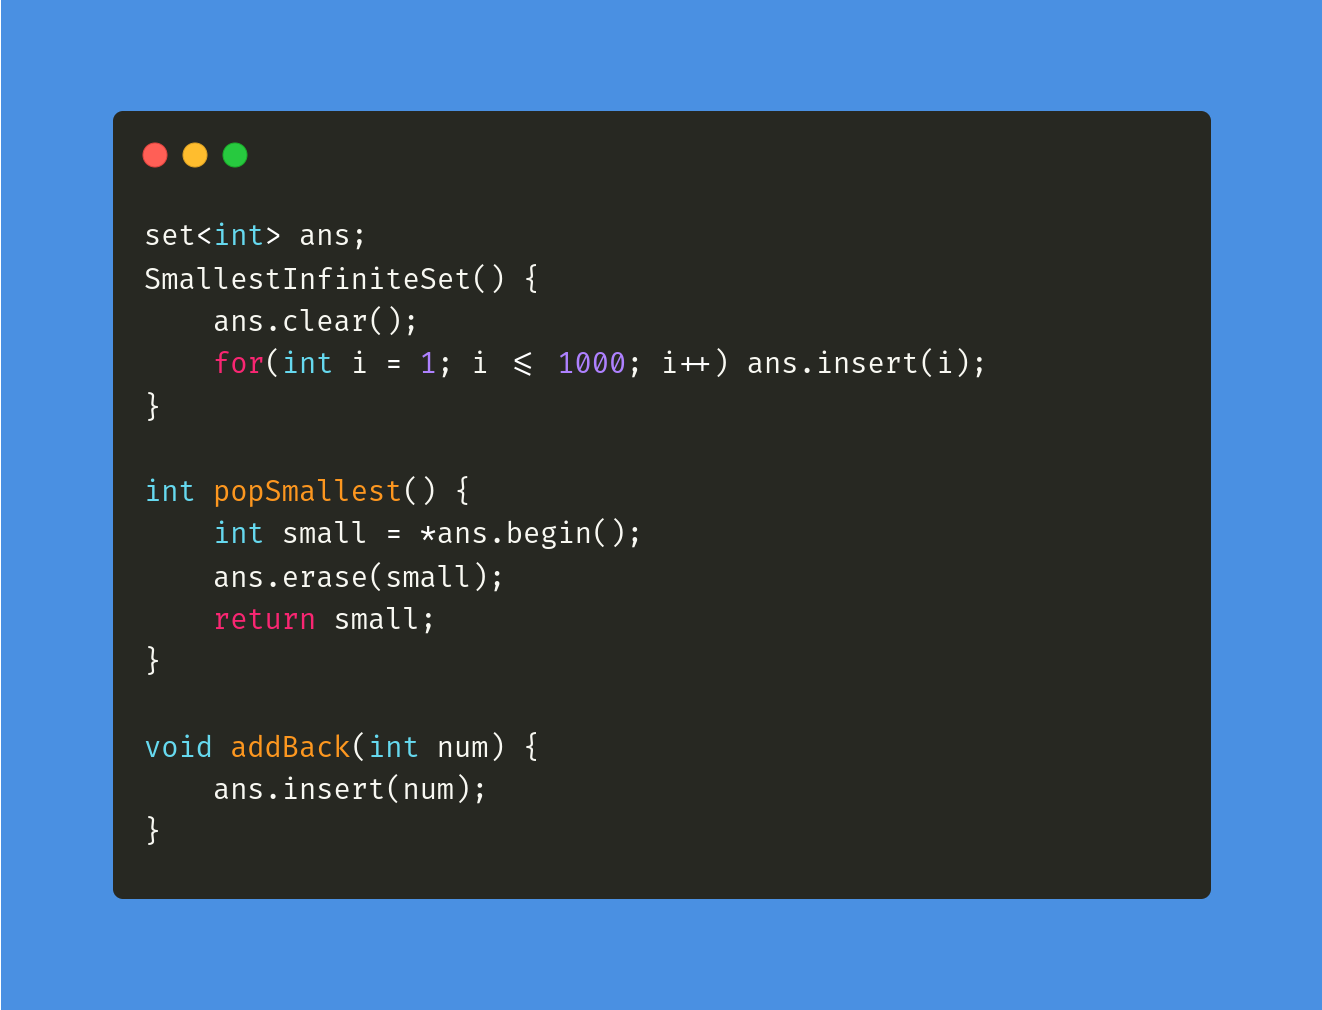 set<int> ans;
SmallestInfiniteSet() {
    ans.clear();
    for(int i = 1; i <= 1000; i++) ans.insert(i);
}

int popSmallest() {
    int small = *ans.begin();
    ans.erase(small);
    return small;
}

void addBack(int num) {
    ans.insert(num);
}